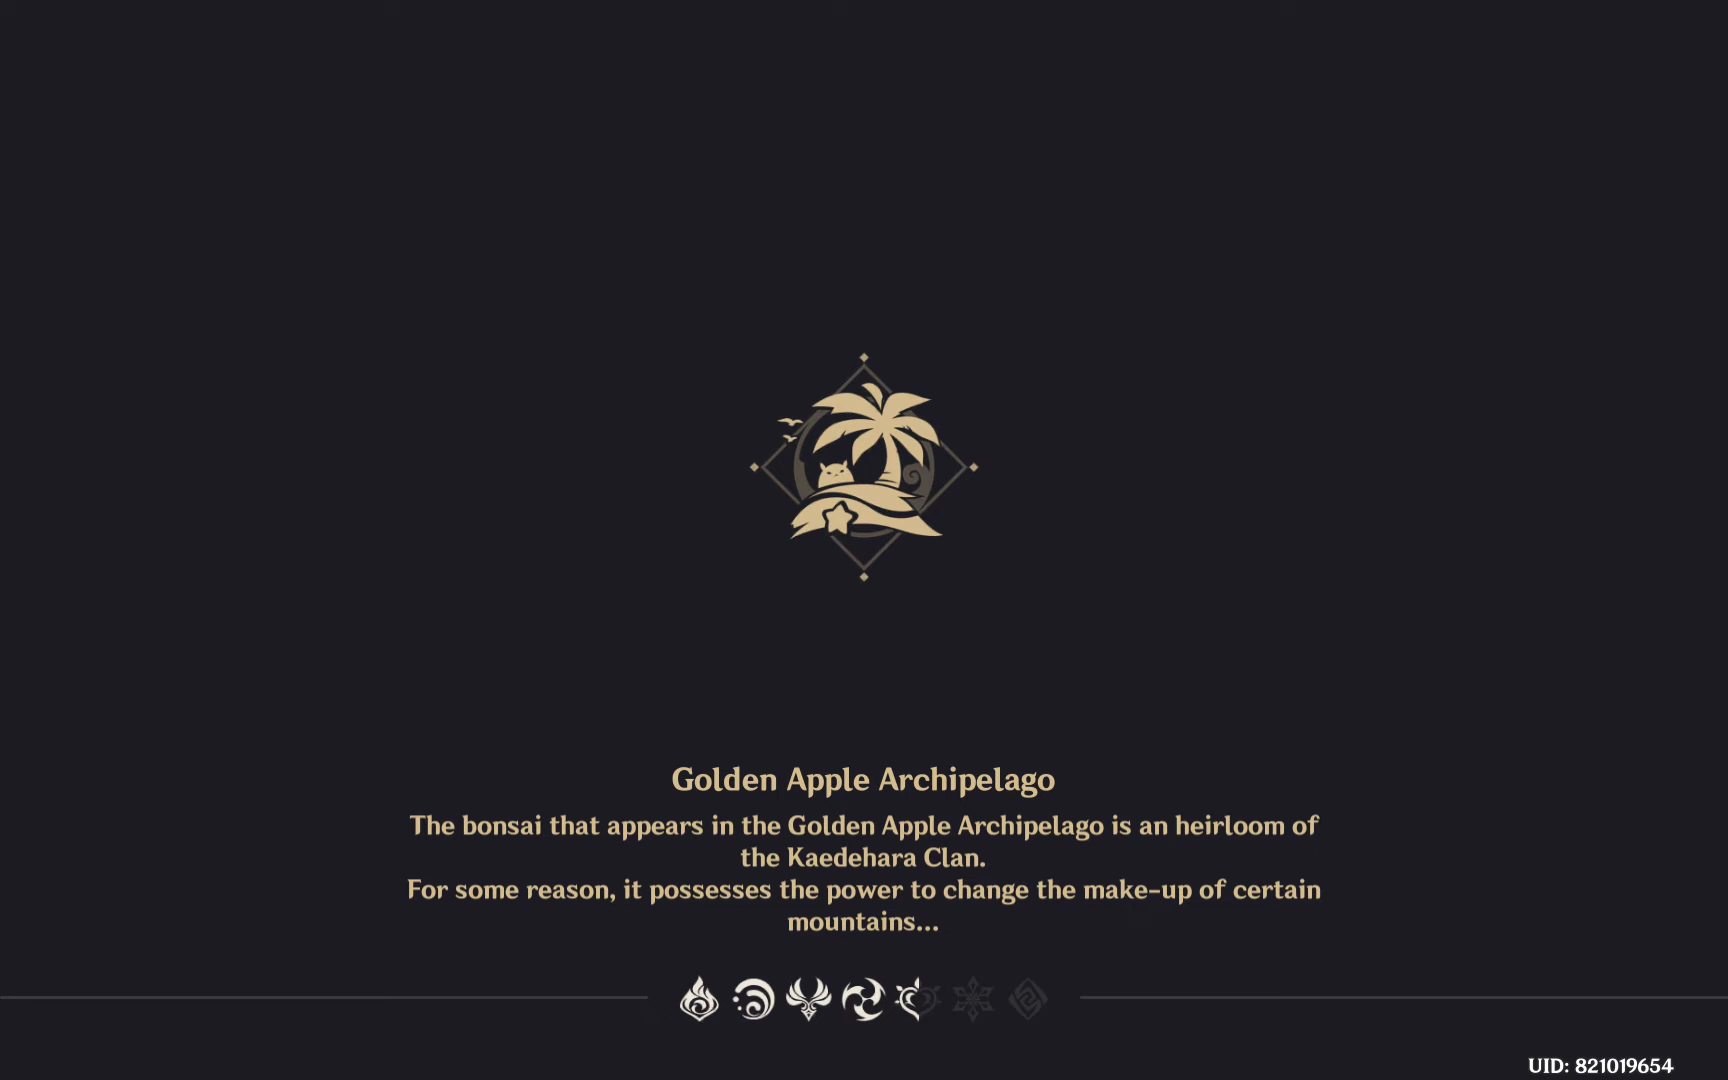 Golden Apple Archipelago
The bonsai that appears in the Golden Apple Archipelago is an heirloom of
the Kaedehara Clan.
For some reason, it possesses the power to change the make-up of certain
mountains...
UID: 821019654